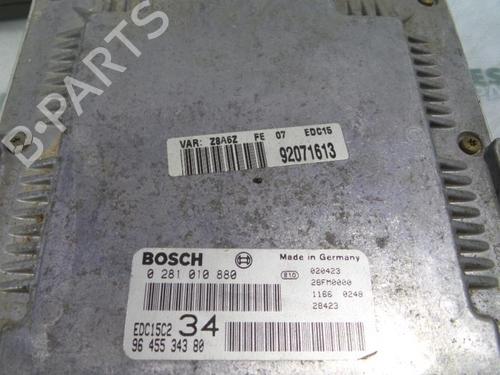 B-PARTS
VAR: Z8A6Z FE 07 EDC15
92071613
BOSCH
Made in Germany
0 281 010 880
e10
020423
28FM0000
1166 0248
28423
EDC15C2 34
96 455 343 80